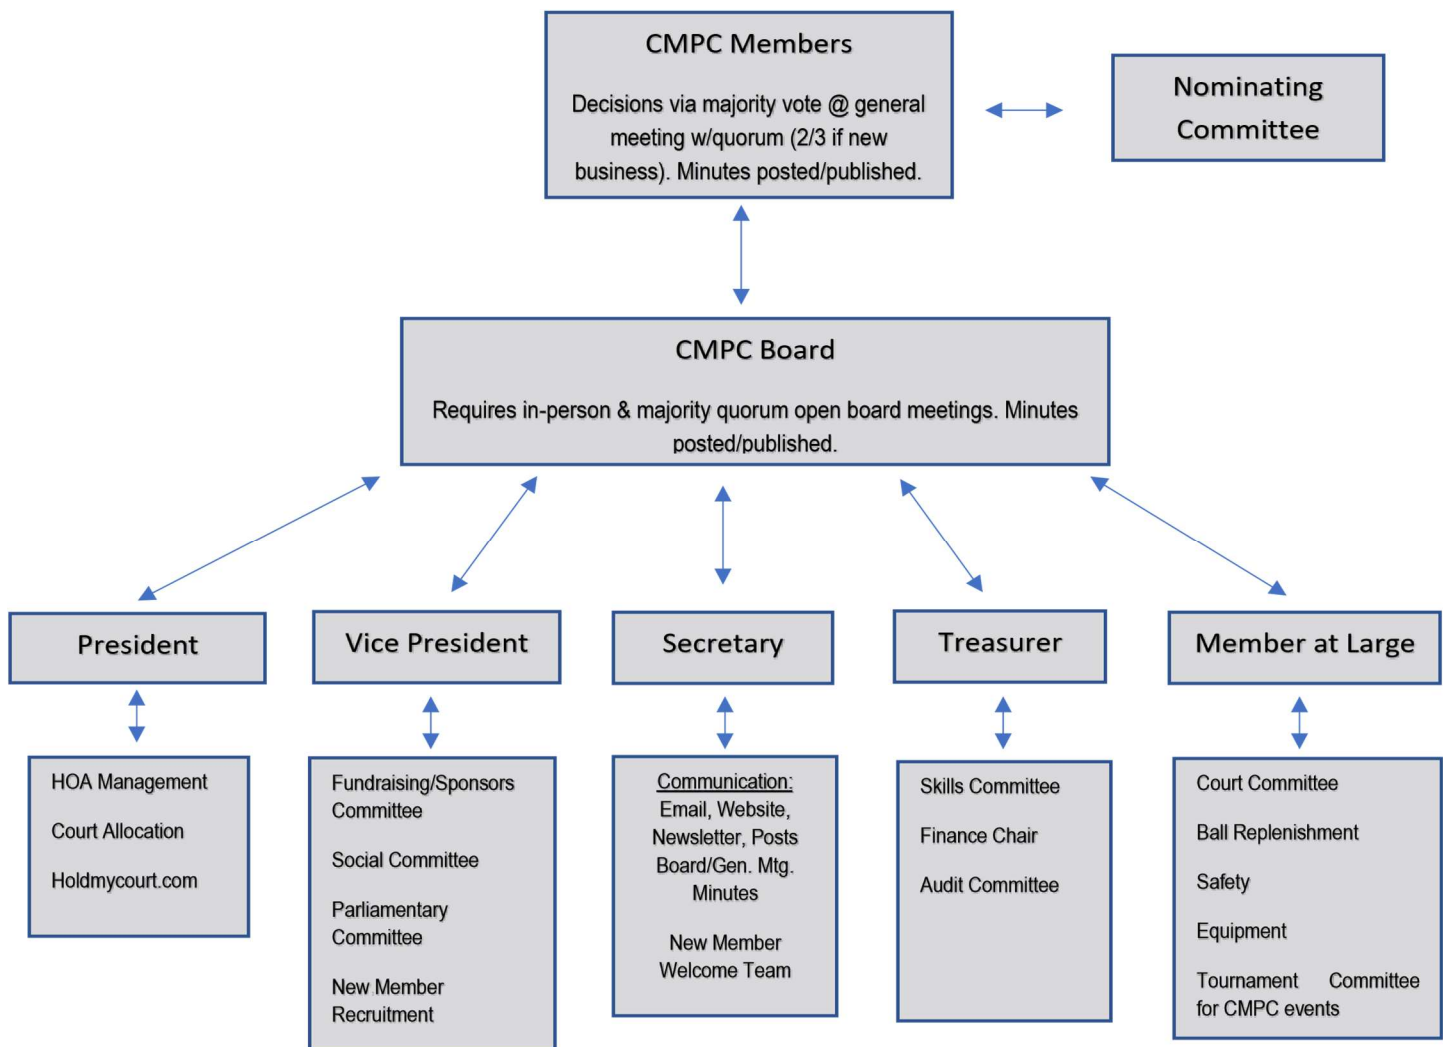 CMPC Members
Decisions via majority vote @ general
meeting w/quorum (2/3 if new
business). Minutes posted/published.
Nominating
Committee
CMPC Board
Requires in-person & majority quorum open board meetings. Minutes
posted/published.
President
Vice President
Secretary
Treasurer
Member at Large
HOA Management
Court Allocation
Holdmycourt.com
Fundraising/Sponsors
Committee
Social Committee
Parliamentary
Committee
New Member
Recruitment
Communication:
Email, Website,
Newsletter, Posts
Board/Gen. Mtg.
Minutes
New Member
Welcome Team
Skills Committee
Finance Chair
Audit Committee
Court Committee
Ball Replenishment
Safety
Equipment
Tournament Committee
for CMPC events